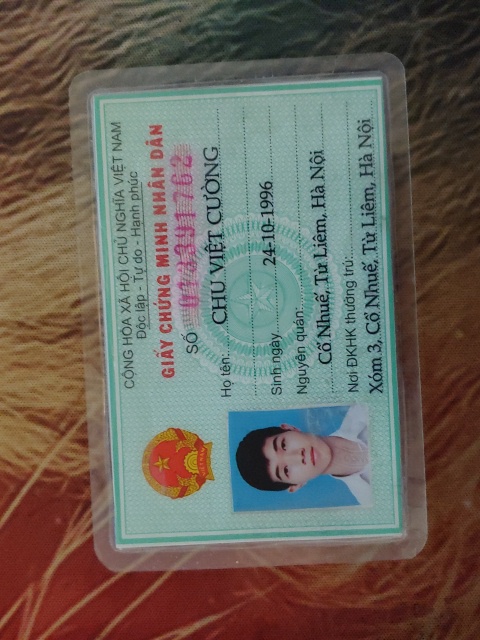 CỘNG HÒA XÃ HỘI CHỦ NGHĨA VIỆT NAM
Độc lập - Tự do - Hạnh phúc
GIẤY CHỨNG MINH NHÂN DÂN
SỐ 013391762
Họ tên: CHU VIỆT CƯỜNG
Sinh ngày 24-10-1996
Nguyên quán:
Cổ Nhuế, Từ Liêm, Hà Nội
Nơi ĐKHK thường trú:
Xóm 3, Cổ Nhuế, Từ Liêm, Hà Nội
VIỆT NAM